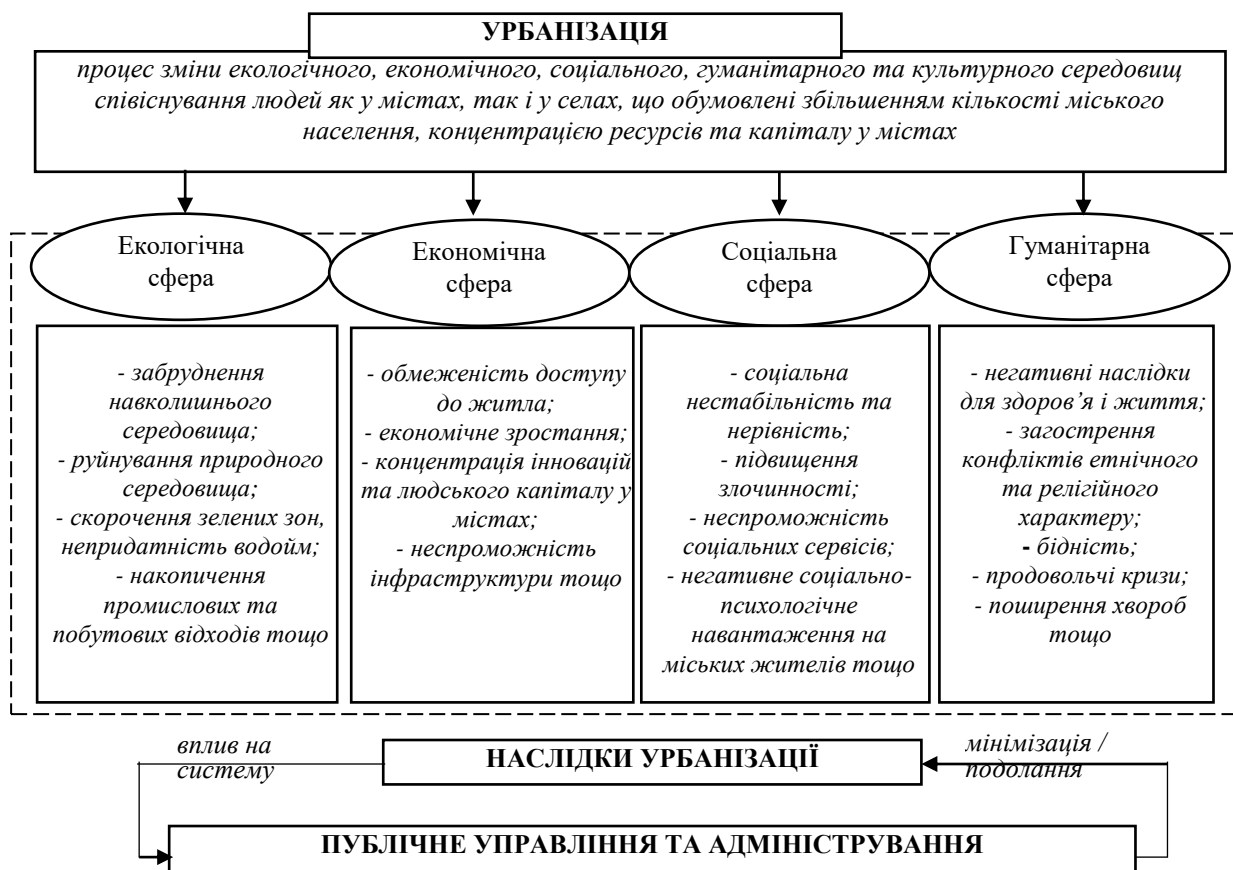 УРБАНІЗАЦІЯ
процес зміни екологічного, економічного, соціального, гуманітарного та культурного середовищ
співіснування людей як у містах, так і у селах, що обумовлені збільшенням кількості міського
населення, концентрацією ресурсів та капіталу у містах
Екологічна
сфера
Економічна
сфера
Соціальна
сфера
Гуманітарна
сфера
- забруднення
навколишнього
середовища;
- руйнування природного
середовища;
- скорочення зелених зон,
непридатність водойм;
- накопичення
промислових та
побутових відходів тощо
- обмеженість доступу
до житла;
- економічне зростання;
- концентрація інновацій
та людського капіталу у
містах;
- неспроможність
інфраструктури тощо
- соціальна
нестабільність та
нерівність;
- підвищення
злочинності;
- неспроможність
соціальних сервісів;
- негативне соціально-
психологічне
навантаження на
міських жителів тощо
- негативні наслідки
для здоров’я і життя;
- загострення
конфліктів етнічного
та релігійного
характеру;
- бідність;
- продовольчі кризи;
- поширення хвороб
тощо
вплив на
систему
НАСЛІДКИ УРБАНІЗАЦІЇ
мінімізація /
подолання
ПУБЛІЧНЕ УПРАВЛІННЯ ТА АДМІНІСТРУВАННЯ